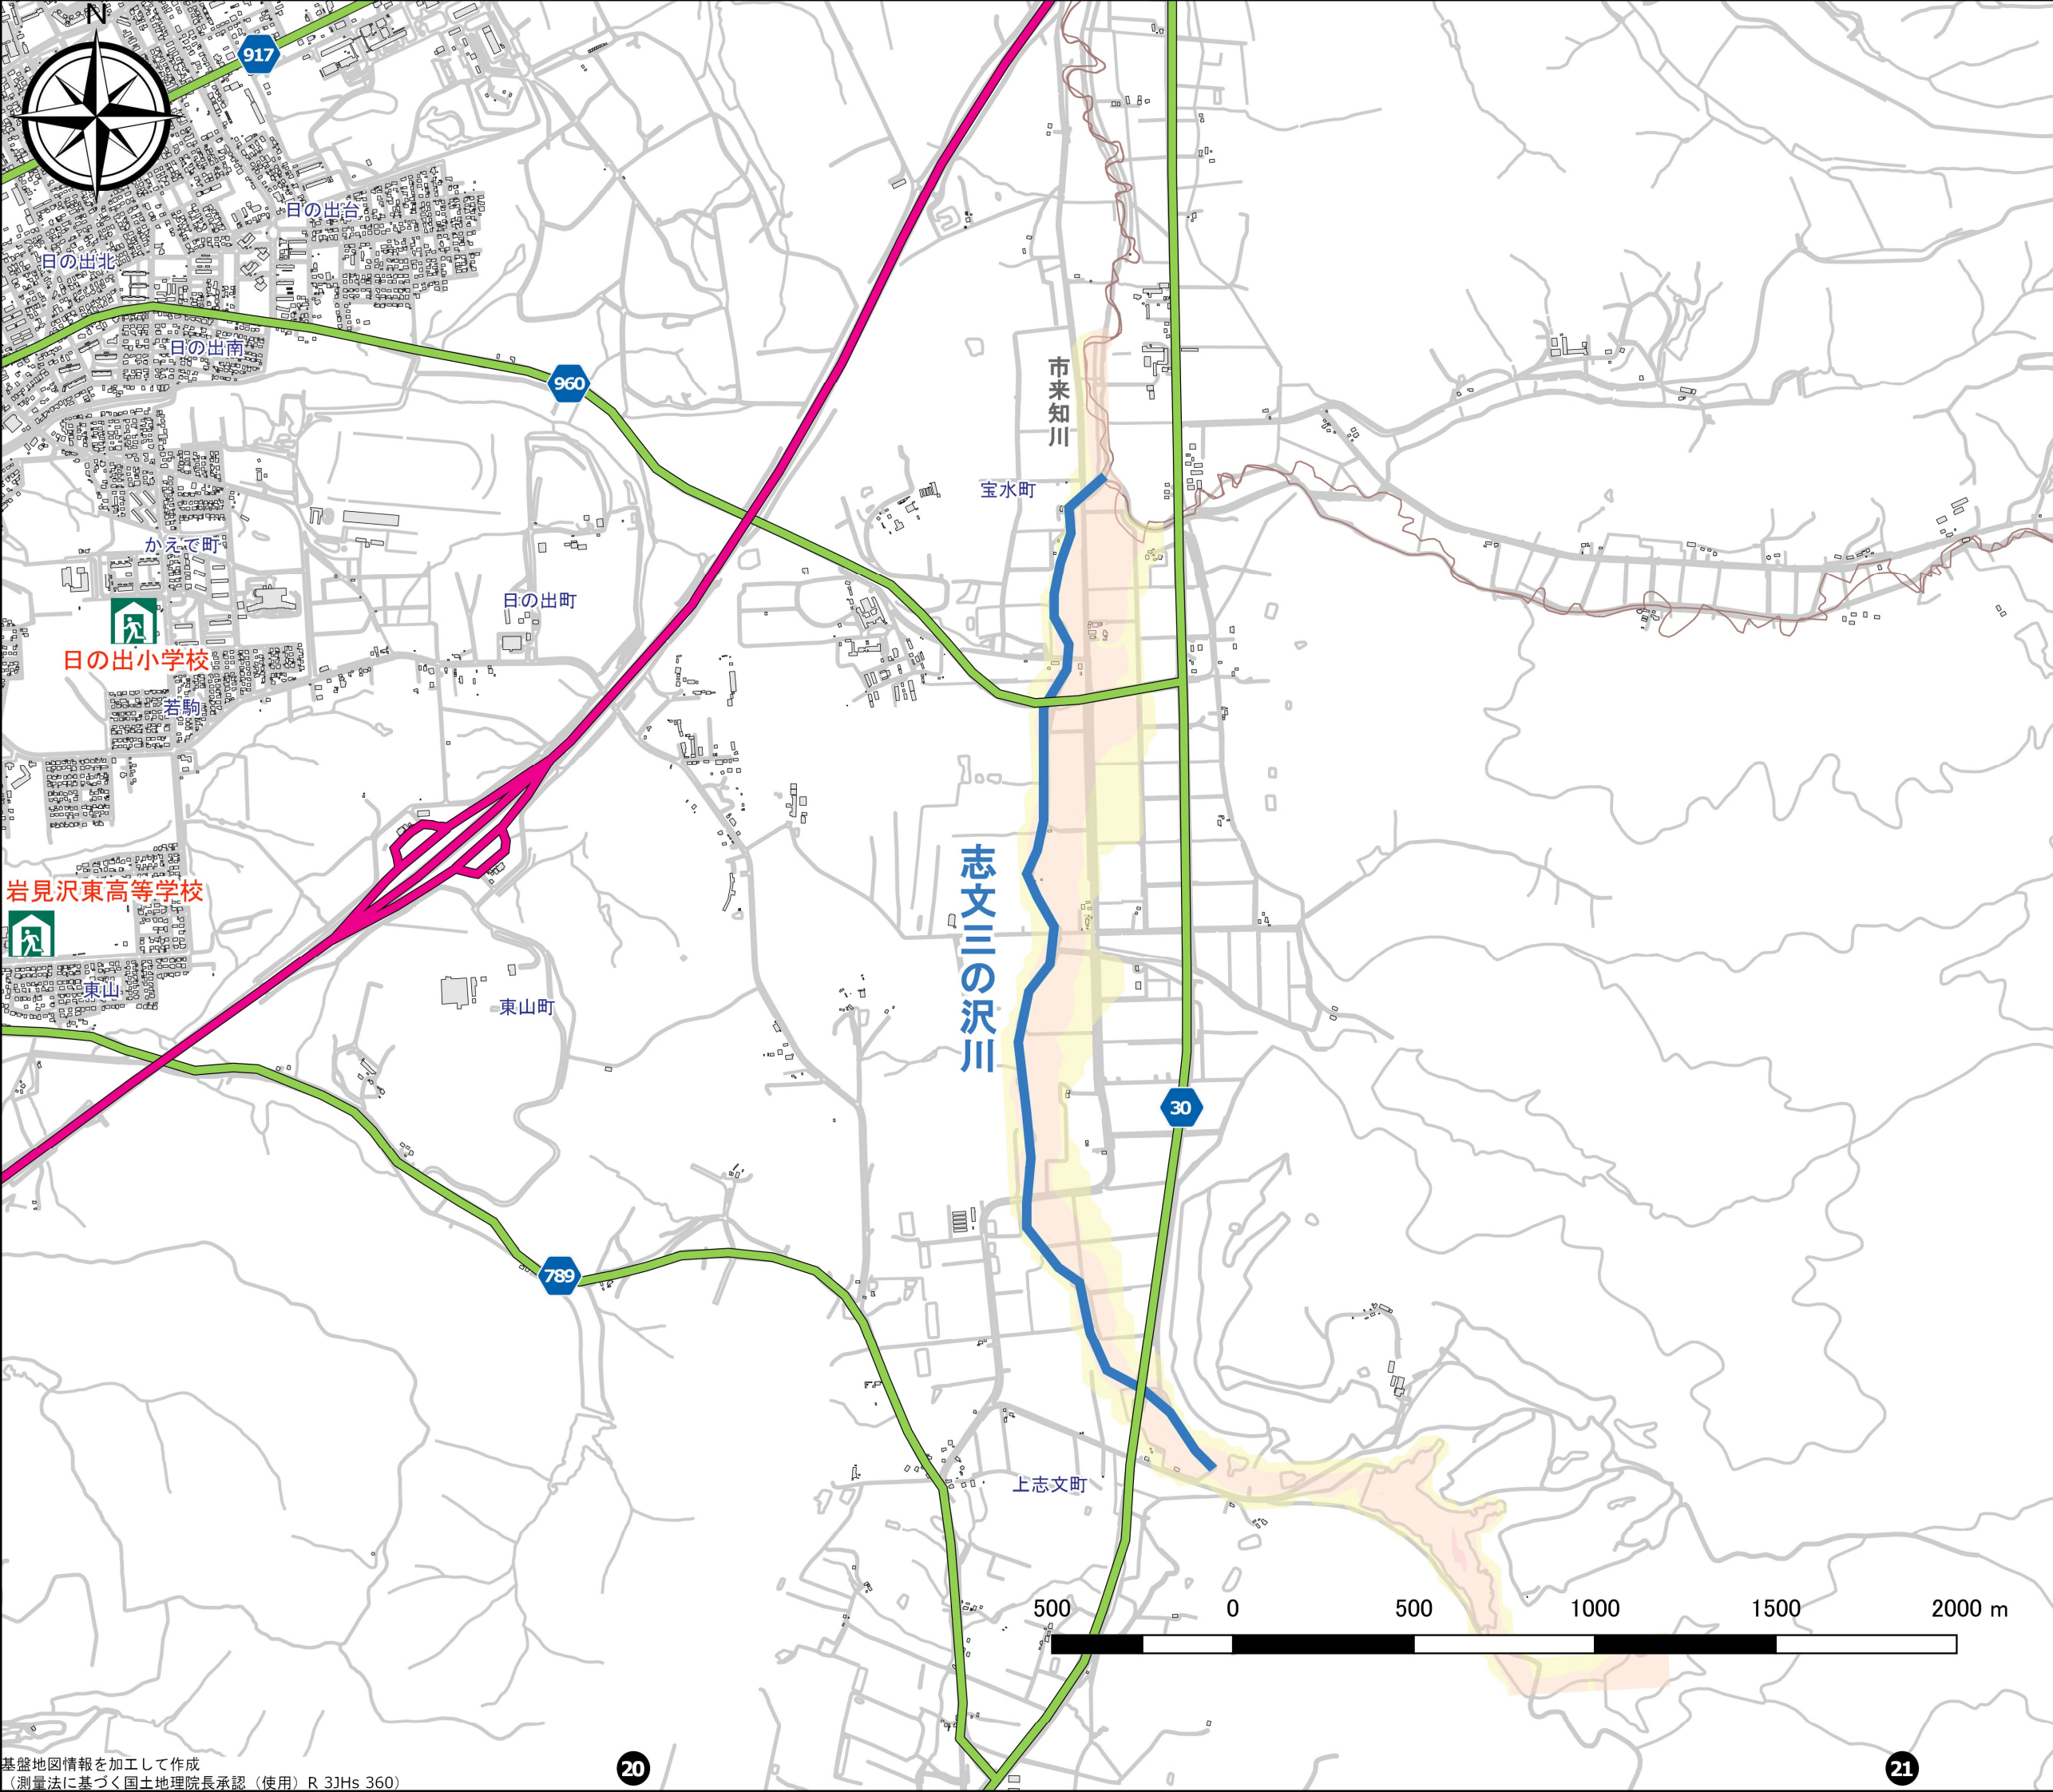 N
917
日の出台
日の出北
日の出南
960
市来知川
宝水町
かえで町
日の出町
日の出小学校
若駒
志文三の沢川
岩見沢東高等学校
東山
東山町
30
789
上志文町
500 0 500 1000 1500 2000 m
基盤地図情報を加工して作成
（測量法に基づく国土地理院長承認（使用）R 3JHs 360）
20
21